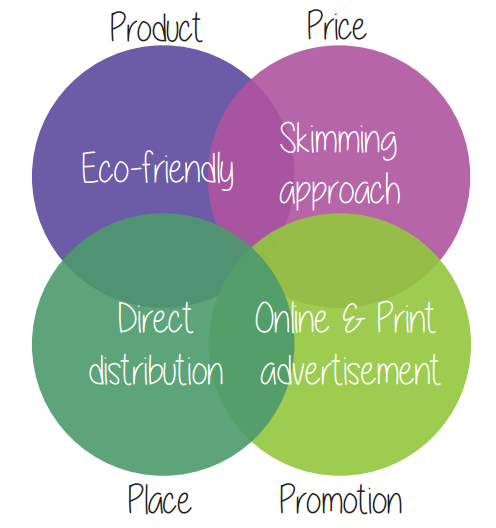 Product
Price
Eco-friendly
Skimming
approach
Direct
distribution
Online & Print
advertisement
Place
Promotion